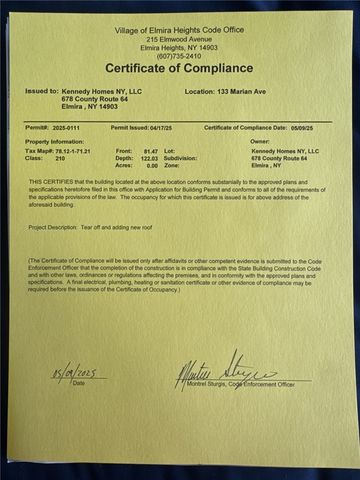 Village of Elmira Heights Code Office
215 Elmwood Avenue
Elmira Heights, NY 14903
(607)735-2410
Certificate of Compliance
Issued to: Kennedy Homes NY, LLC Location: 133 Marian Ave
678 County Route 64
Elmira , NY 14903
Permit#: 2025-0111 Permit Issued: 04/17/25 Certificate of Compliance Date: 05/09/25
Property Information: Owner:
Tax Map#: 78.12-1-71.21 Front: 81.47 Lot: Kennedy Homes NY, LLC
Class: 210 Depth: 122.03 Subdivision: 678 County Route 64
Acres: 0.00 Zone: Elmira , NY
THIS CERTIFIES that the building located at the above location conforms substantially to the approved plans and
specifications heretofore filed in this office with Application for Building Permit and conforms to all of the requirements of
the applicable provisions of the law. The occupancy for which this certificate is issued is for above address of the
aforesaid building.
Project Description: Tear off and adding new roof
(The Certificate of Compliance will be issued only after affidavits or other competent evidence is submitted to the Code
Enforcement Officer that the completion of the construction is in compliance with the State Building Construction Code
and with other laws, ordinances or regulations affecting the premises, and in conformity with the approved plans and
specifications. A final electrical, plumbing, heating or sanitation certificate or other evidence of compliance may be
required before the issuance of the Certificate of Occupancy.)
05/09/2025 Montrel Sturgis
Date Montrel Sturgis, Code Enforcement Officer